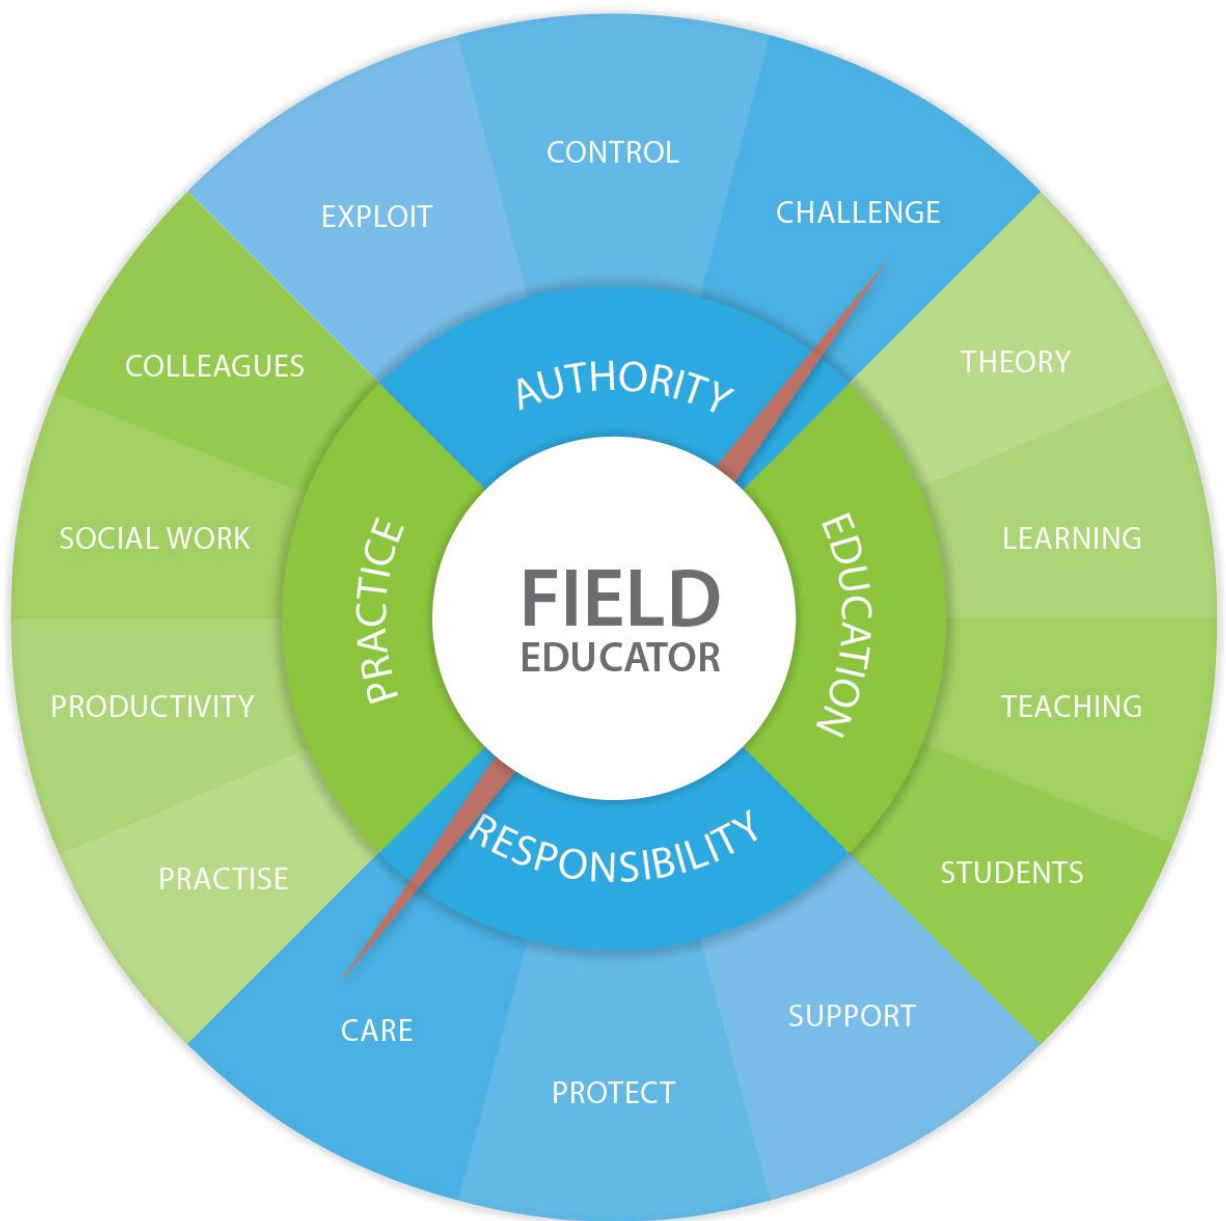 CONTROL
EXPLOIT
CHALLENGE
COLLEAGUES
THEORY
AUTHORITY
SOCIAL WORK
LEARNING
PRACTICE
FIELD
EDUCATOR
EDUCATION
PRODUCTIVITY
TEACHING
RESPONSIBILITY
PRACTISE
STUDENTS
CARE
SUPPORT
PROTECT